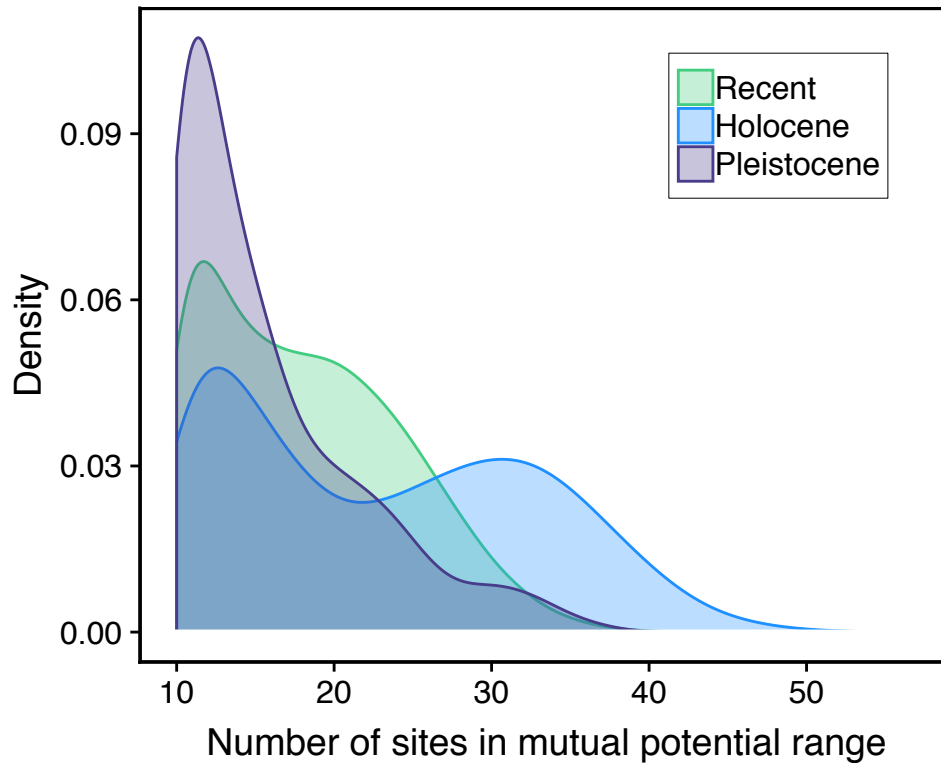 Recent
Holocene
Pleistocene
0.09
0.06
0.03
0.00
Density
10 20 30 40 50
Number of sites in mutual potential range